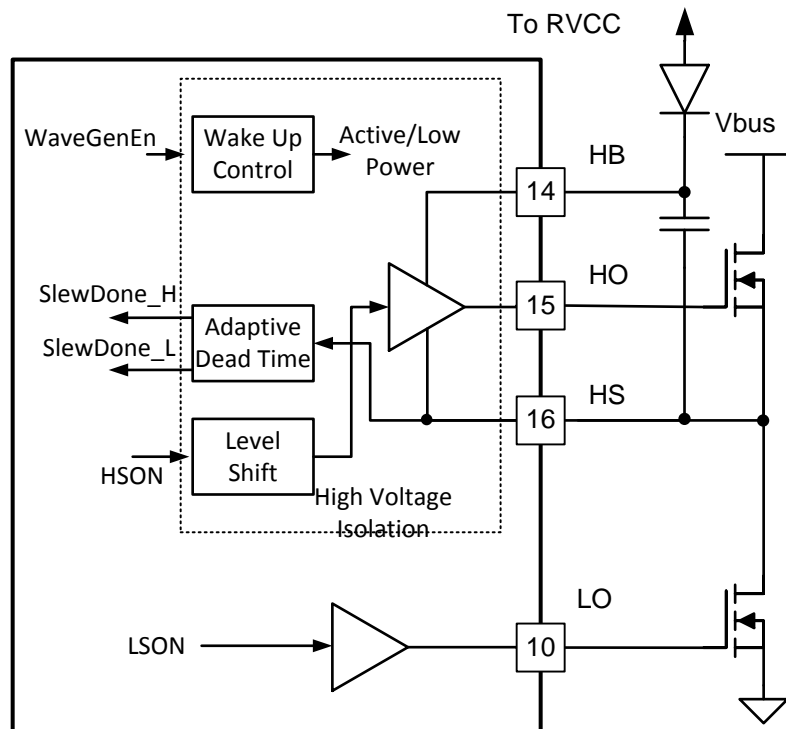 To RVCC
Vbus
WaveGenEn
Wake Up
Control
Active/Low
Power
HB
14
SlewDone_H
SlewDone_L
Adaptive
Dead Time
HO
15
HS
16
HSON
Level
Shift
High Voltage
Isolation
LO
LSON
10